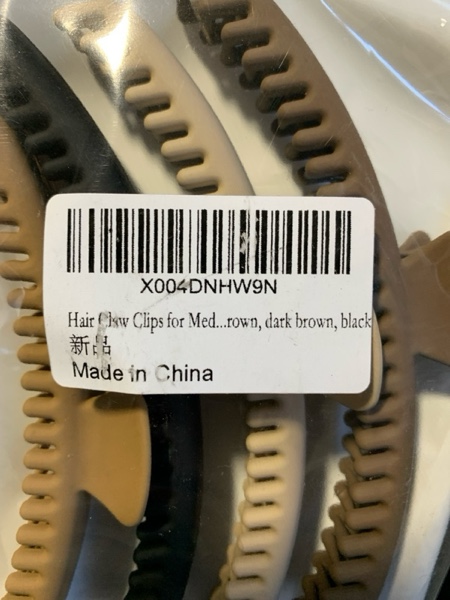 X004DNHW9N
Hair Claw Clips for Med...rown, dark brown, black
新品
Made in China